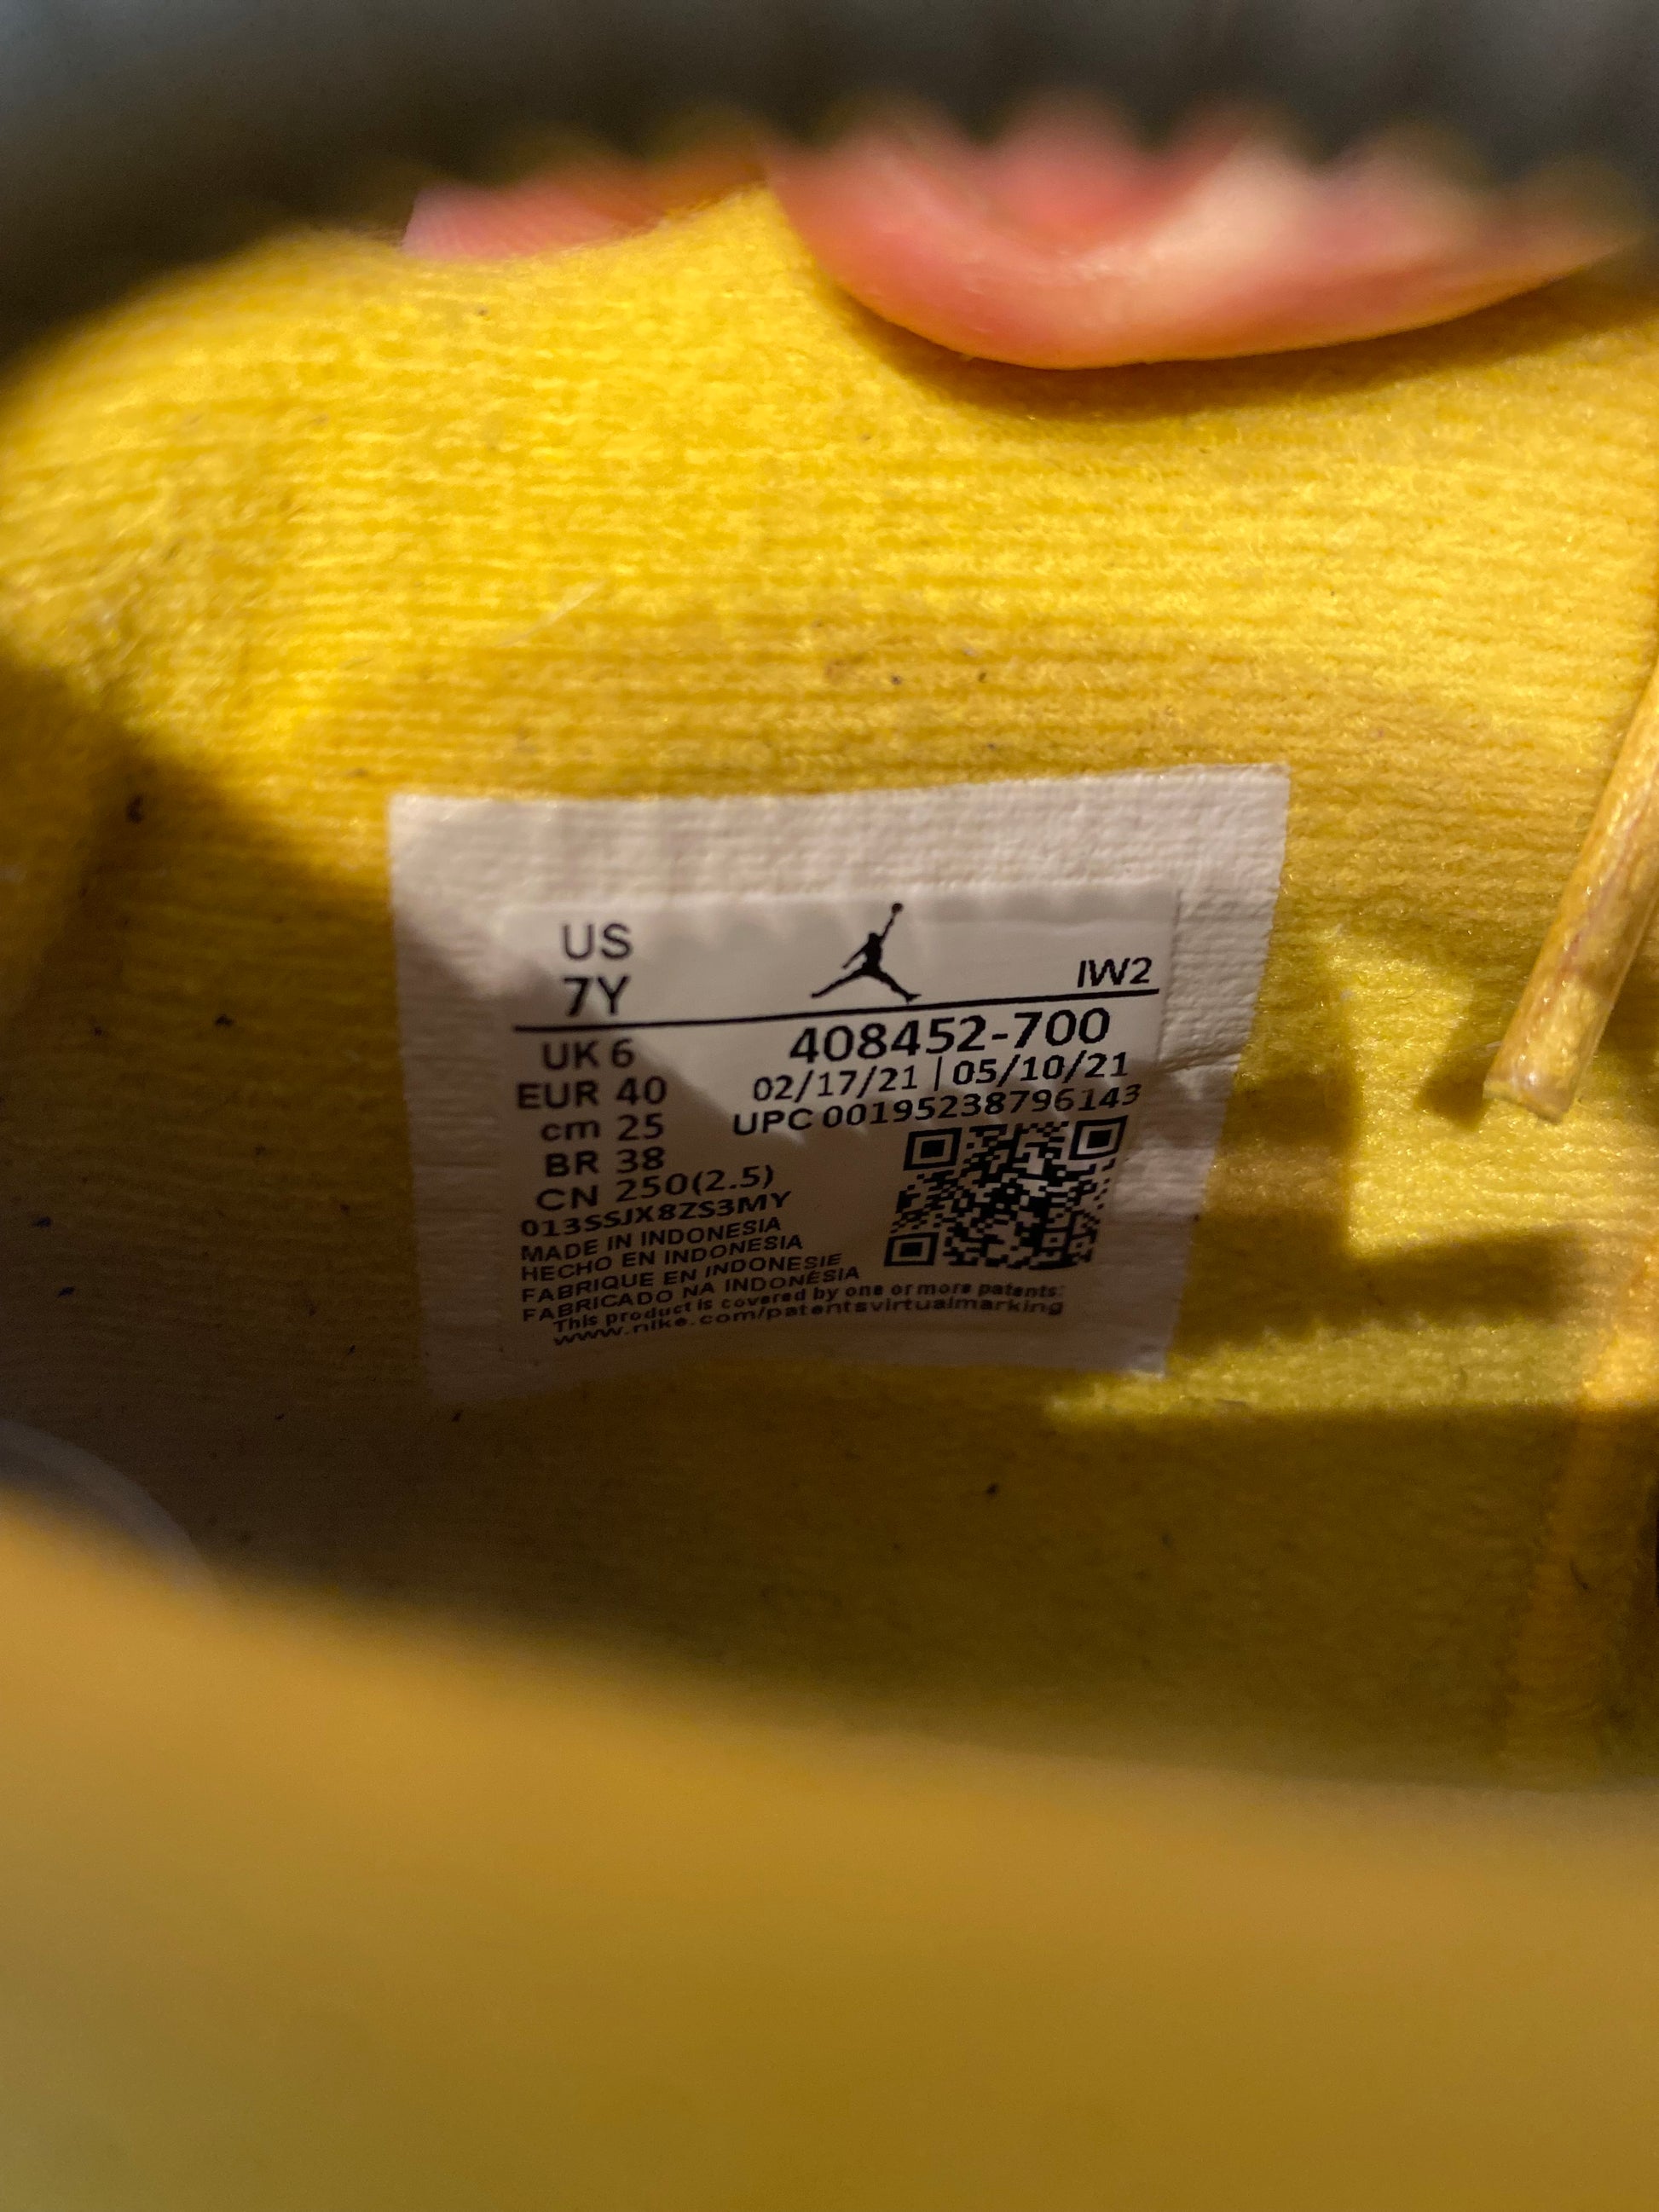 US
7Y
IW2
UK 6
EUR 40
cm 25
BR 38
CN 250(2.5)
408452-700
02/17/21 | 05/10/21
UPC 00195238796143
013SSJX8ZS3MY
MADE IN INDONESIA
HECHO EN INDONESIA
FABRIQUE EN INDONESIE
FABRICADO NA INDONÉSIA
This product is covered by one or more patents:
www.nike.com/patentsvirtualmarking